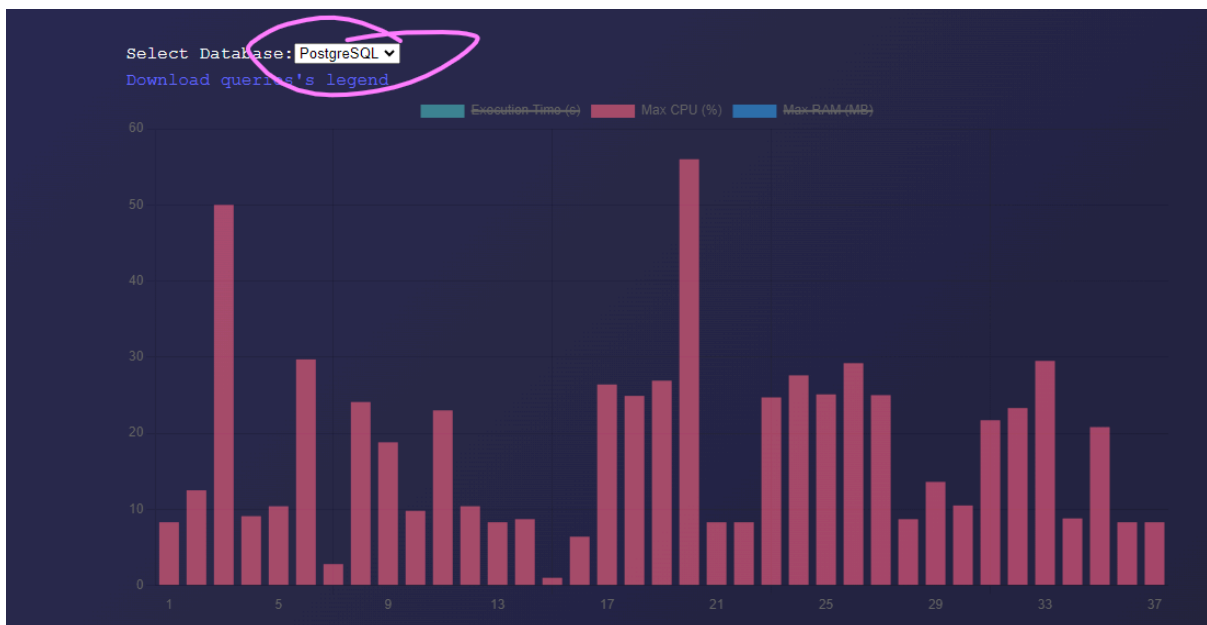 Select Database: PostgreSQL
Download queries's legend
Execution Time (s) Max CPU (%) Max RAM (MB)
60
50
40
30
20
10
0
1 5 9 13 17 21 25 29 33 37